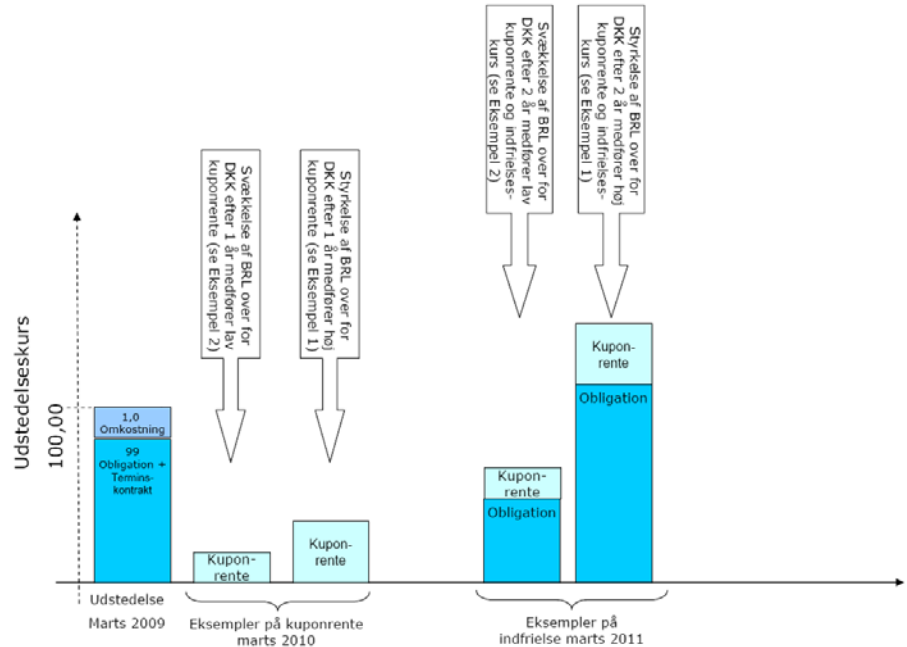 Svækkelse af BRL over for
DKK efter 1 år medfører lav
kuponrente (se Eksempel 2)
Styrkelse af BRL over for
DKK efter 1 år medfører høj
kuponrente (se Eksempel 1)
Svækkelse af BRL over for
DKK efter 2 år medfører lav
kuponrente og indfrielses-
kurs (se Eksempel 2)
Styrkelse af BRL over for
DKK efter 2 år medfører høj
kuponrente og indfrielses-
kurs (se Eksempel 1)
Udstedelseskurs
100,00
1,0
Omkostning
99
Obligation +
Termins-
kontrakt
Kupon-
rente
Kupon-
rente
Kupon-
rente
Obligation
Kupon-
rente
Obligation
Udstedelse
Marts 2009
Eksempler på kuponrente
marts 2010
Eksempler på
indfrielse marts 2011